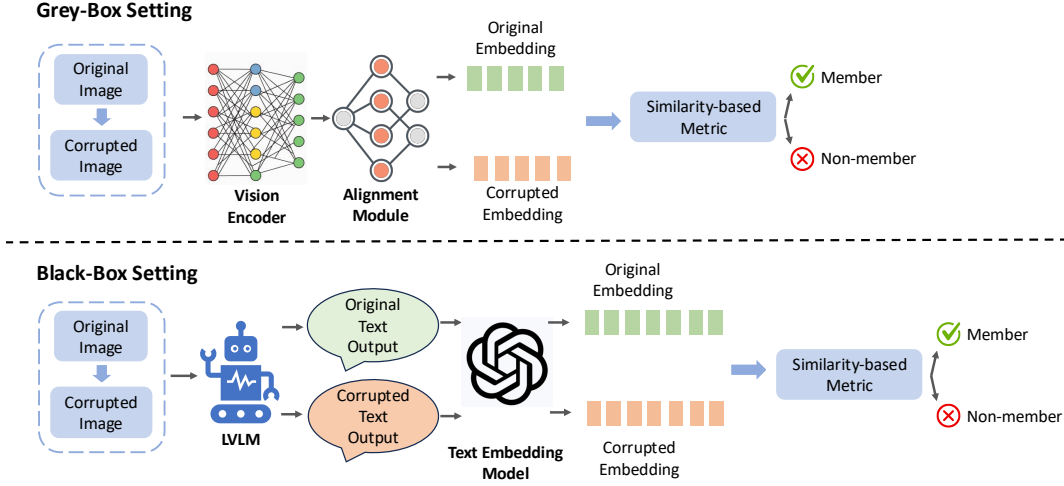 Grey-Box Setting
Original
Image
Corrupted
Image
Vision
Encoder
Alignment
Module
Original
Embedding
Corrupted
Embedding
Similarity-based
Metric
Member
Non-member
Black-Box Setting
Original
Image
Corrupted
Image
LVLM
Original
Text
Output
Corrupted
Text
Output
Text Embedding
Model
Original
Embedding
Corrupted
Embedding
Similarity-based
Metric
Member
Non-member